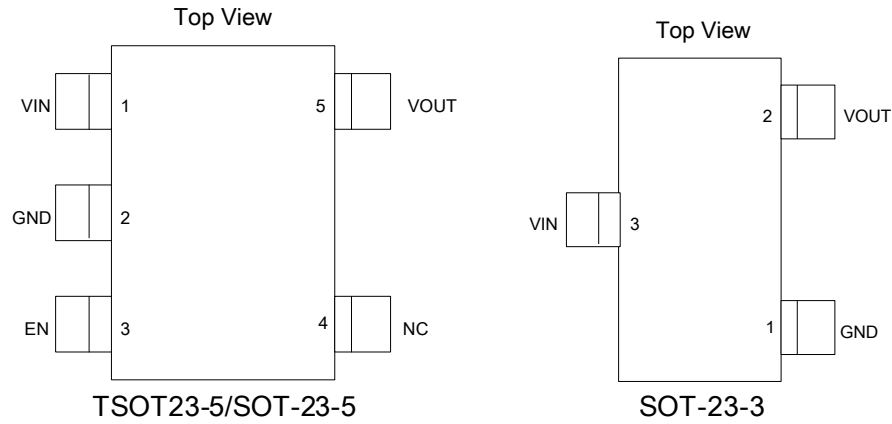 Top View
VIN 1 5 VOUT
GND 2
EN 3 4 NC
TSOT23-5/SOT-23-5
Top View
2 VOUT
VIN 3
1 GND
SOT-23-3